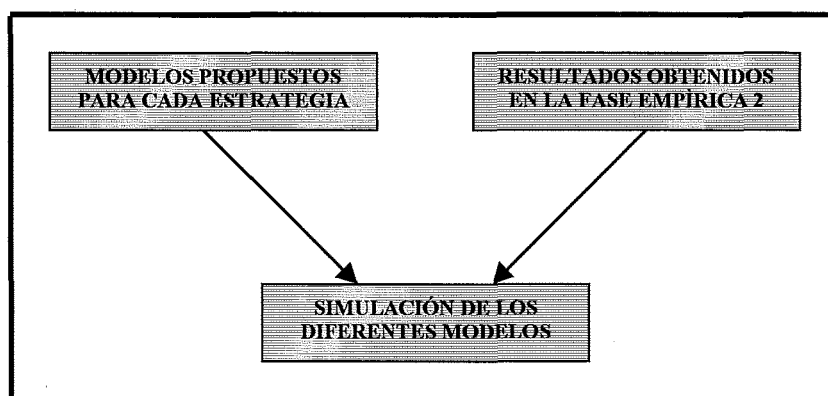 MODELOS PROPUESTOS
PARA CADA ESTRATEGIA
RESULTADOS OBTENIDOS
EN LA FASE EMPÍRICA 2
SIMULACIÓN DE LOS
DIFERENTES MODELOS